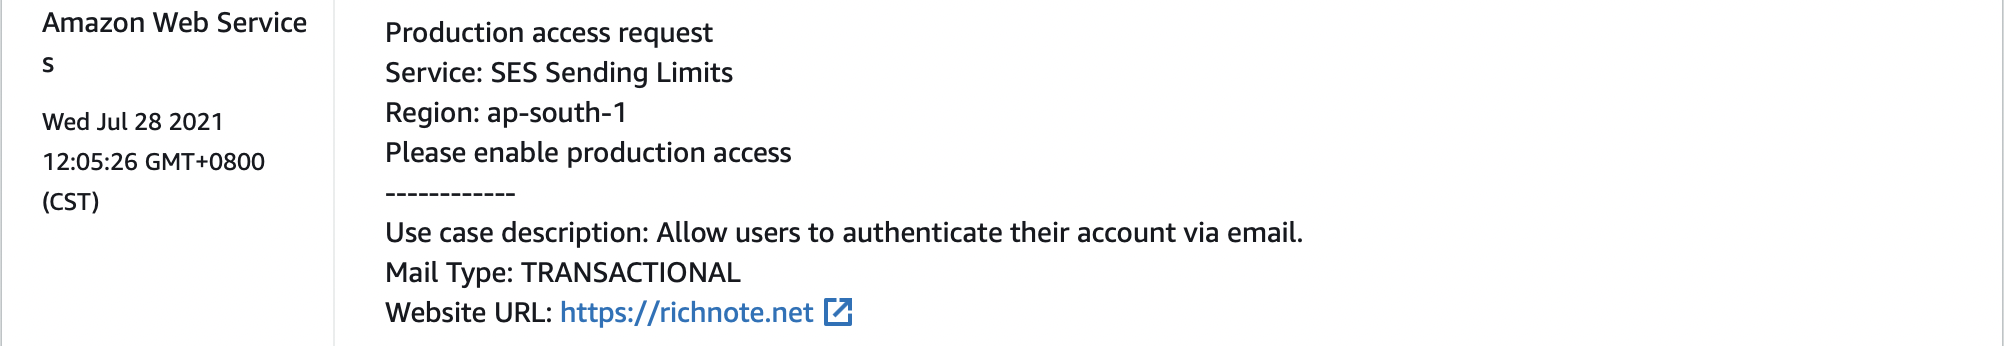 Amazon Web Service
s
Wed Jul 28 2021
12:05:26 GMT+0800
(CST)
Production access request
Service: SES Sending Limits
Region: ap-south-1
Please enable production access
------------
Use case description: Allow users to authenticate their account via email.
Mail Type: TRANSACTIONAL
Website URL: https://richnote.net